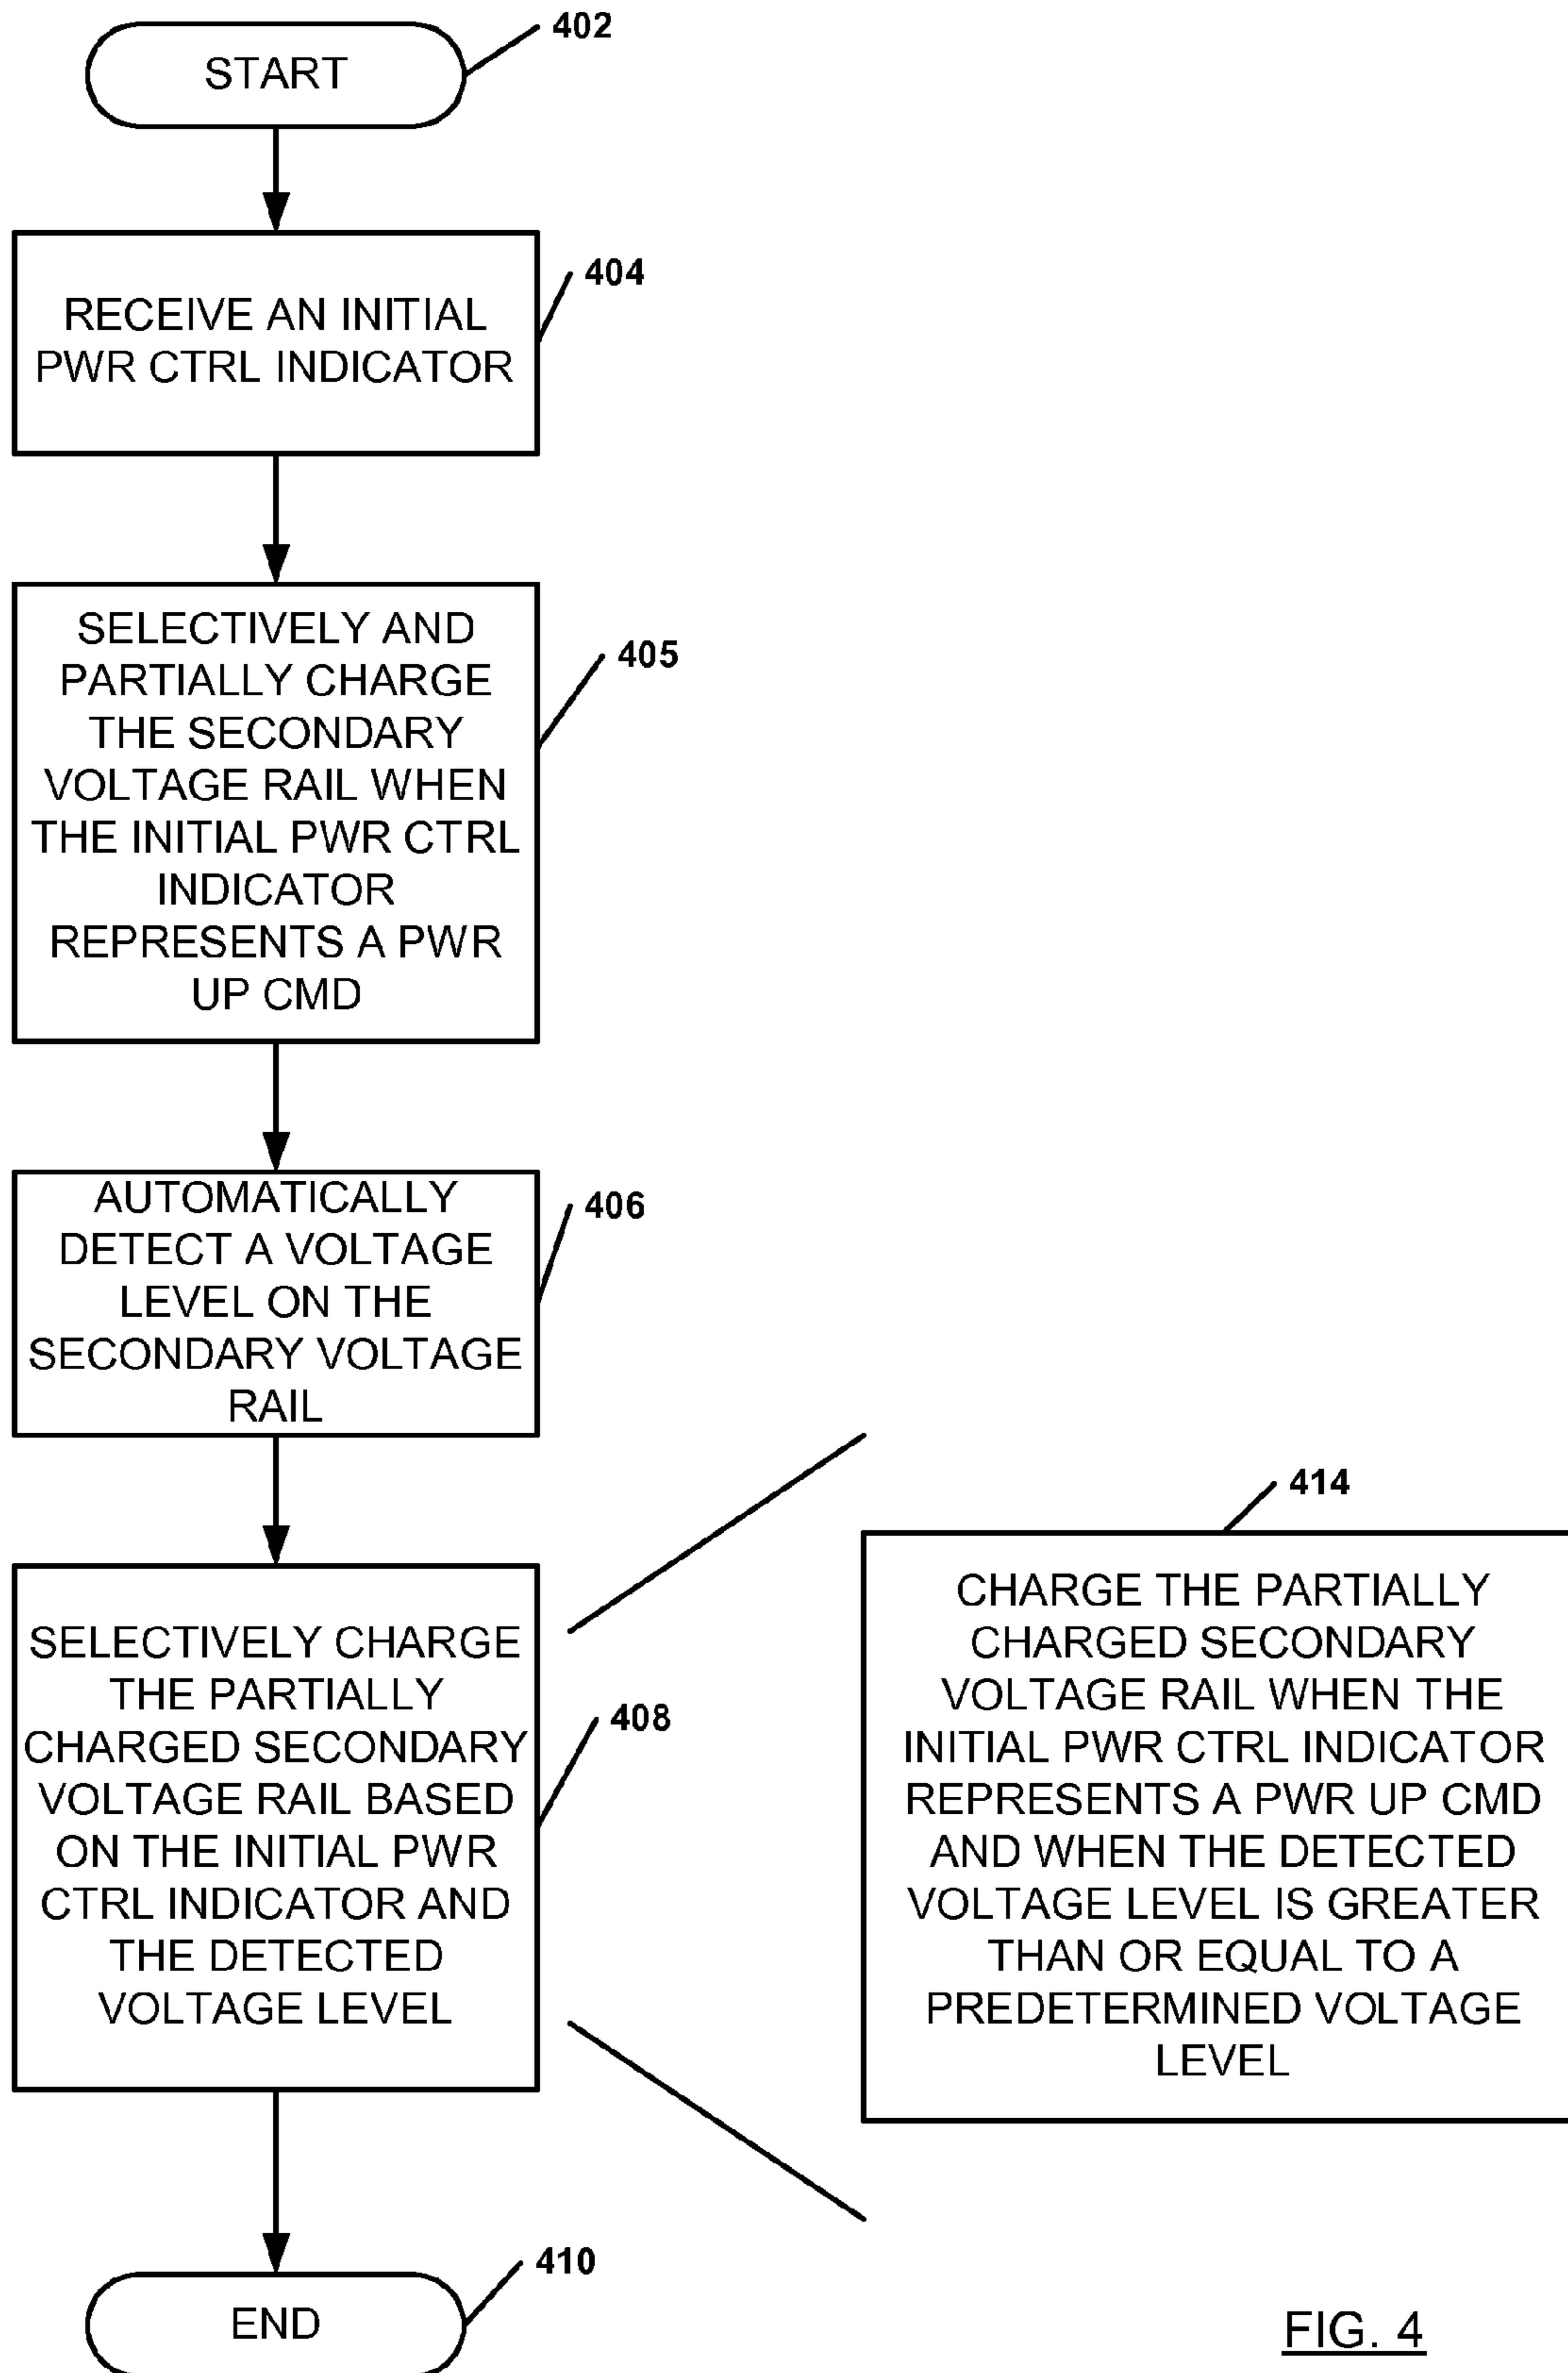 402
START
404
RECEIVE AN INITIAL
PWR CTRL INDICATOR
405
SELECTIVELY AND
PARTIALLY CHARGE
THE SECONDARY
VOLTAGE RAIL WHEN
THE INITIAL PWR CTRL
INDICATOR
REPRESENTS A PWR
UP CMD
406
AUTOMATICALLY
DETECT A VOLTAGE
LEVEL ON THE
SECONDARY VOLTAGE
RAIL
408
SELECTIVELY CHARGE
THE PARTIALLY
CHARGED SECONDARY
VOLTAGE RAIL BASED
ON THE INITIAL PWR
CTRL INDICATOR AND
THE DETECTED
VOLTAGE LEVEL
414
CHARGE THE PARTIALLY
CHARGED SECONDARY
VOLTAGE RAIL WHEN THE
INITIAL PWR CTRL INDICATOR
REPRESENTS A PWR UP CMD
AND WHEN THE DETECTED
VOLTAGE LEVEL IS GREATER
THAN OR EQUAL TO A
PREDETERMINED VOLTAGE
LEVEL
410
END
FIG. 4